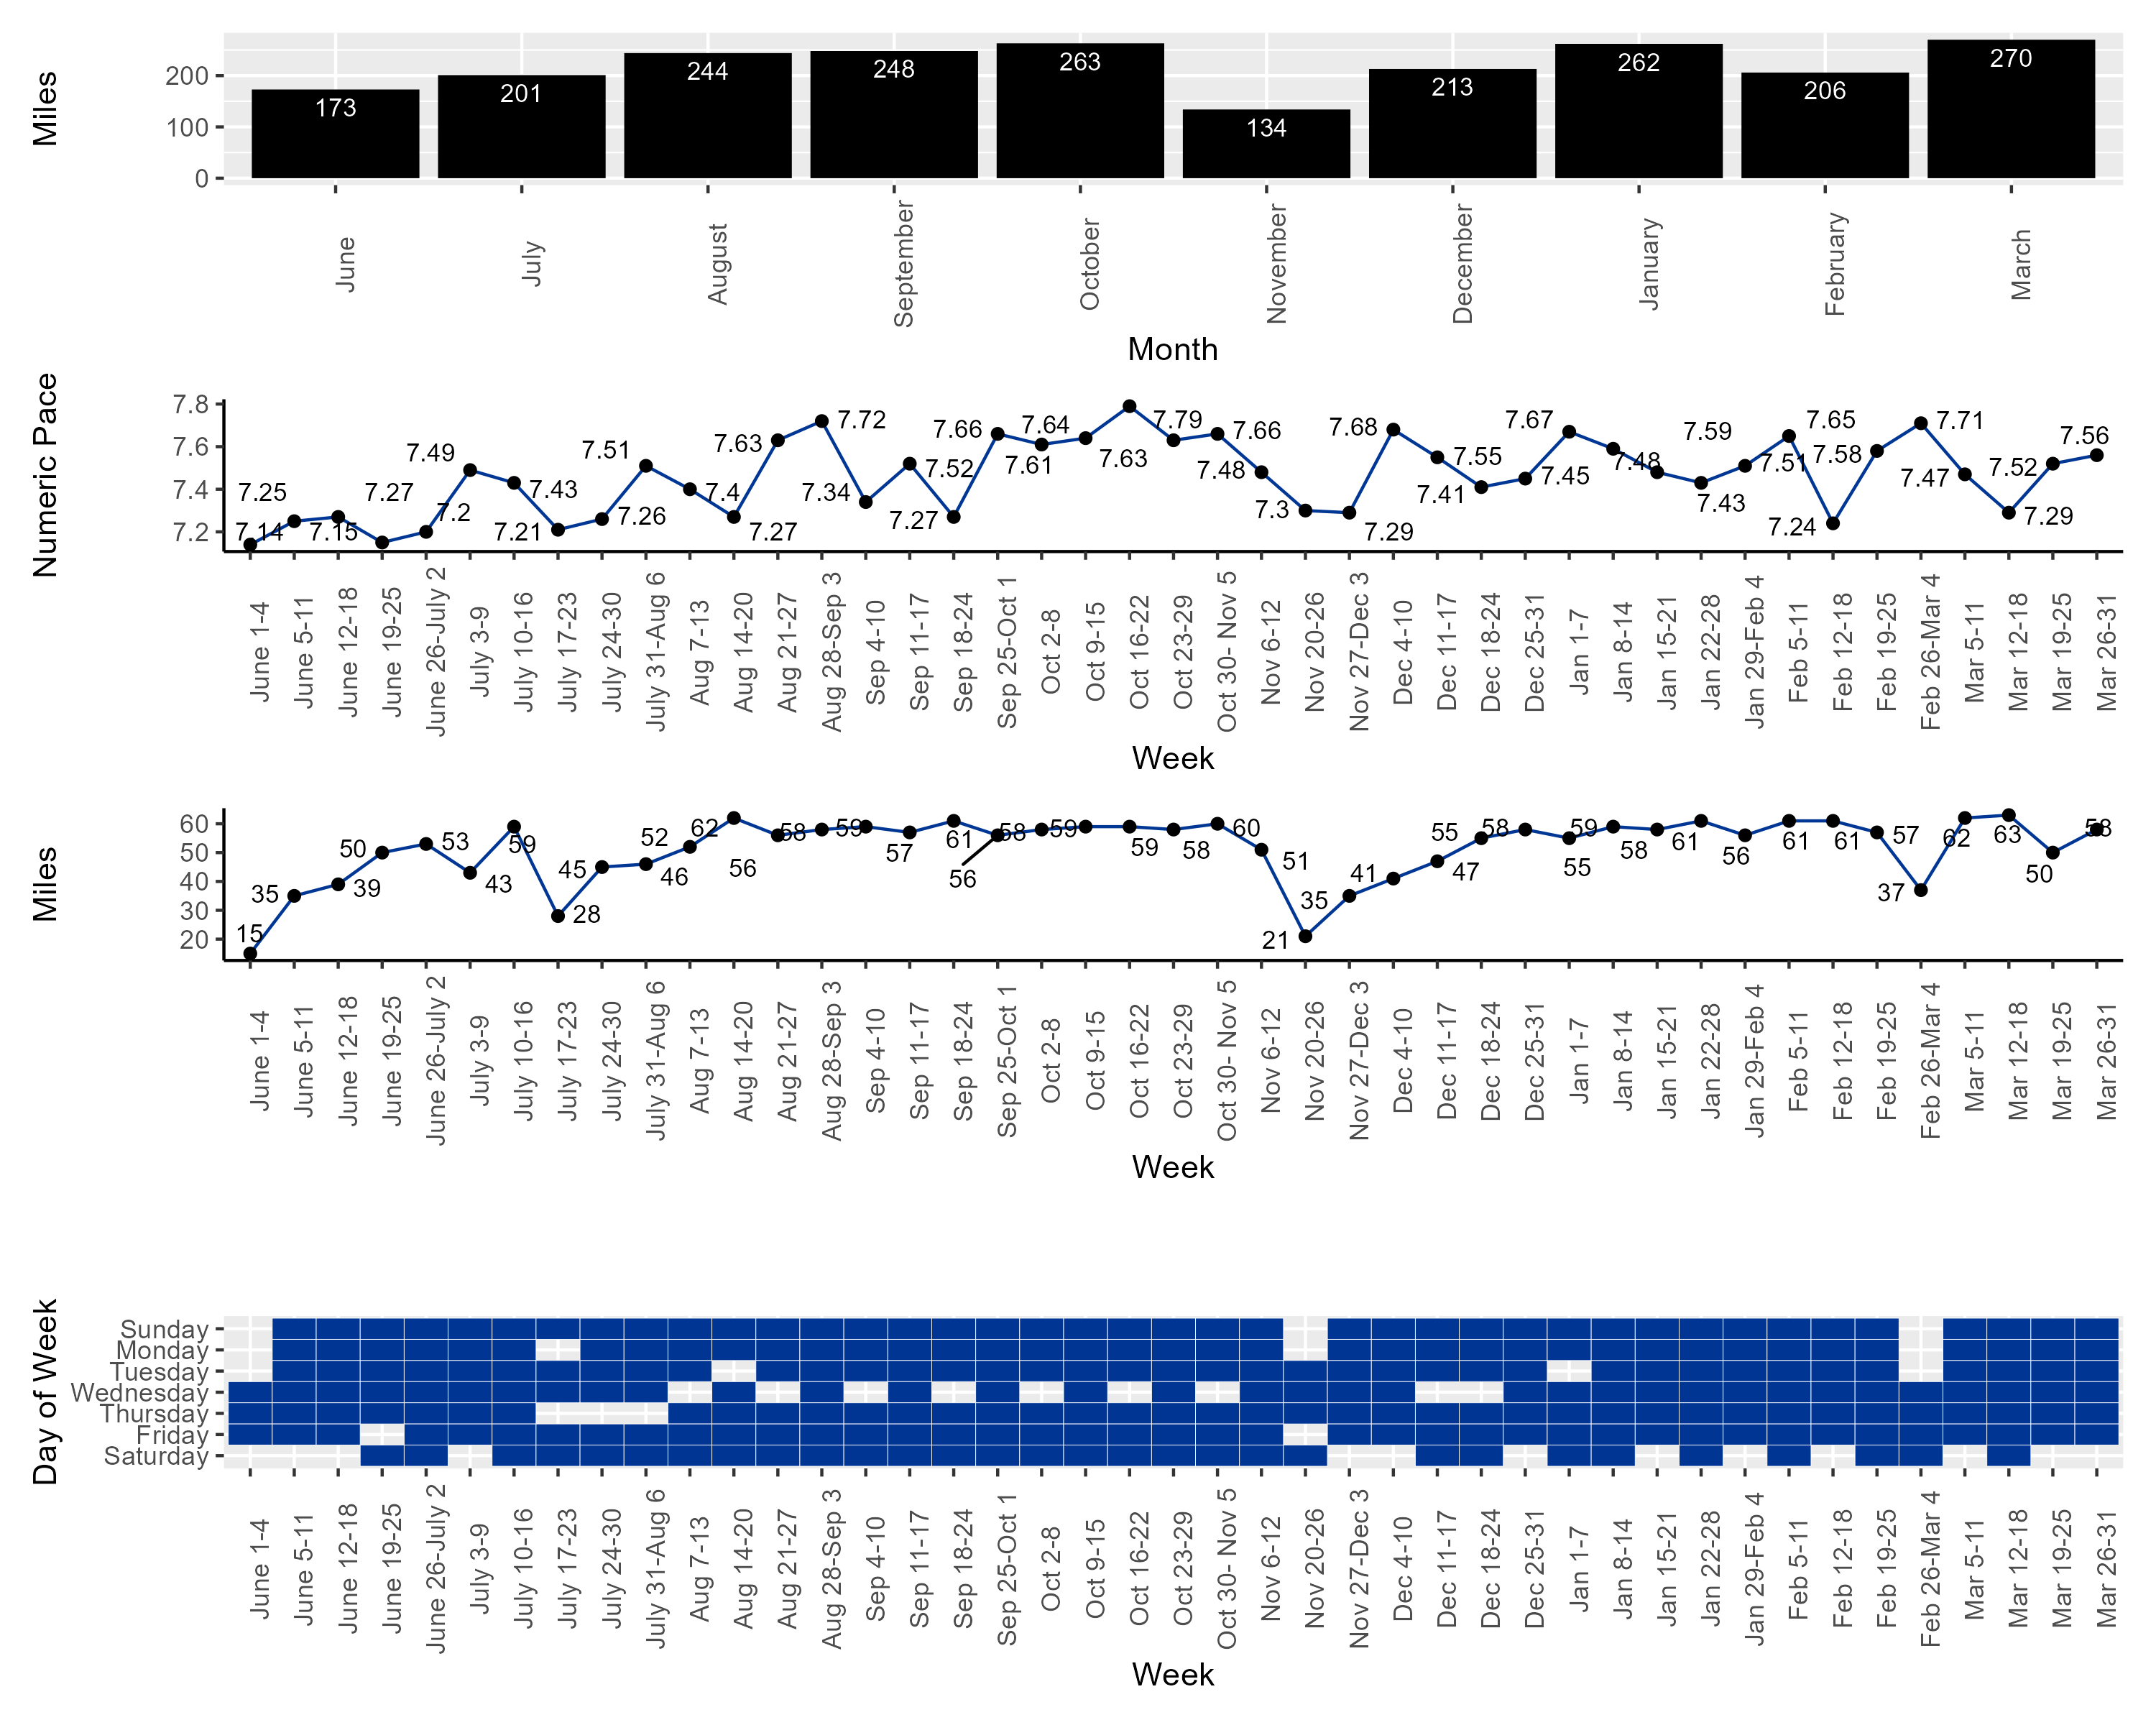 Miles
200
100
0
173
201
244
248
263
134
213
262
206
270
June
July
August
September
October
November
December
January
February
March
Month
Numeric Pace
7.8
7.6
7.4
7.2
7.14
7.25
7.27
7.15
7.2
7.49
7.43
7.21
7.26
7.51
7.4
7.27
7.63
7.72
7.34
7.52
7.27
7.66
7.61
7.64
7.79
7.63
7.66
7.48
7.3
7.29
7.68
7.55
7.41
7.45
7.67
7.59
7.48
7.43
7.51
7.65
7.24
7.58
7.71
7.47
7.29
7.52
7.56
June 1-4
June 5-11
June 12-18
June 19-25
June 26-July 2
July 3-9
July 10-16
July 17-23
July 24-30
July 31-Aug 6
Aug 7-13
Aug 14-20
Aug 21-27
Aug 28-Sep 3
Sep 4-10
Sep 11-17
Sep 18-24
Sep 25-Oct 1
Oct 2-8
Oct 9-15
Oct 16-22
Oct 23-29
Oct 30- Nov 5
Nov 6-12
Nov 20-26
Nov 27-Dec 3
Dec 4-10
Dec 11-17
Dec 18-24
Dec 25-31
Jan 1-7
Jan 8-14
Jan 15-21
Jan 22-28
Jan 29-Feb 4
Feb 5-11
Feb 12-18
Feb 19-25
Feb 26-Mar 4
Mar 5-11
Mar 12-18
Mar 19-25
Mar 26-31
Week
Miles
60
50
40
30
20
15
35
39
50
53
43
59
28
45
46
52
62
56
58
59
57
61
56
58
59
59
58
60
51
21
35
41
47
55
58
55
59
58
61
56
61
61
57
37
62
63
50
58
June 1-4
June 5-11
June 12-18
June 19-25
June 26-July 2
July 3-9
July 10-16
July 17-23
July 24-30
July 31-Aug 6
Aug 7-13
Aug 14-20
Aug 21-27
Aug 28-Sep 3
Sep 4-10
Sep 11-17
Sep 18-24
Sep 25-Oct 1
Oct 2-8
Oct 9-15
Oct 16-22
Oct 23-29
Oct 30- Nov 5
Nov 6-12
Nov 20-26
Nov 27-Dec 3
Dec 4-10
Dec 11-17
Dec 18-24
Dec 25-31
Jan 1-7
Jan 8-14
Jan 15-21
Jan 22-28
Jan 29-Feb 4
Feb 5-11
Feb 12-18
Feb 19-25
Feb 26-Mar 4
Mar 5-11
Mar 12-18
Mar 19-25
Mar 26-31
Week
Day of Week
Sunday
Monday
Tuesday
Wednesday
Thursday
Friday
Saturday
June 1-4
June 5-11
June 12-18
June 19-25
June 26-July 2
July 3-9
July 10-16
July 17-23
July 24-30
July 31-Aug 6
Aug 7-13
Aug 14-20
Aug 21-27
Aug 28-Sep 3
Sep 4-10
Sep 11-17
Sep 18-24
Sep 25-Oct 1
Oct 2-8
Oct 9-15
Oct 16-22
Oct 23-29
Oct 30- Nov 5
Nov 6-12
Nov 20-26
Nov 27-Dec 3
Dec 4-10
Dec 11-17
Dec 18-24
Dec 25-31
Jan 1-7
Jan 8-14
Jan 15-21
Jan 22-28
Jan 29-Feb 4
Feb 5-11
Feb 12-18
Feb 19-25
Feb 26-Mar 4
Mar 5-11
Mar 12-18
Mar 19-25
Mar 26-31
Week